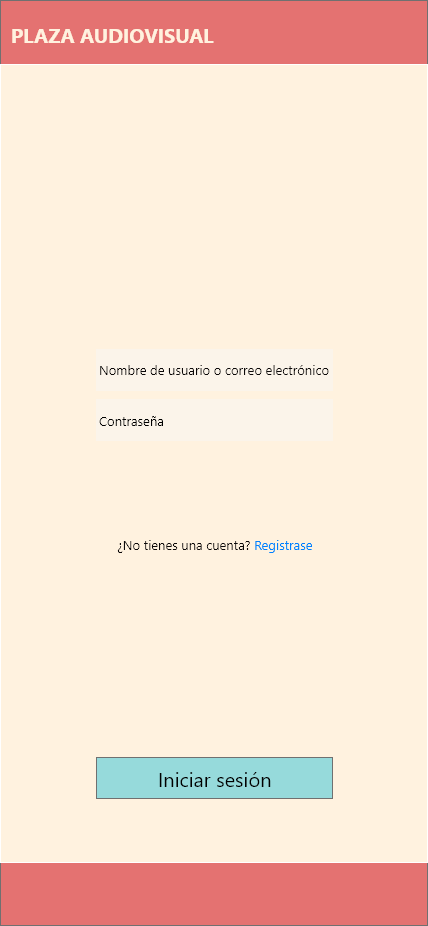 PLAZA AUDIOVISUAL
Nombre de usuario o correo electrónico
Contraseña
¿No tienes una cuenta? Registrase
Iniciar sesión